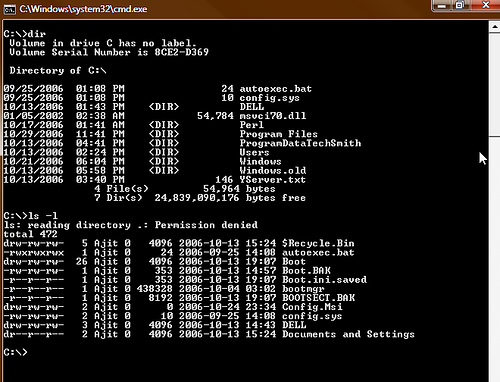 C:\Windows\system32\cmd.exe
C:\>dir
 Volume in drive C has no label.
 Volume Serial Number is 8CE2-D369
 Directory of C:\
09/25/2006  01:08 PM                24 autoexec.bat
09/25/2006  01:08 PM                10 config.sys
10/13/2006  01:43 PM    <DIR>          DELL
01/05/2002  02:38 AM            54,784 msvci70.dll
10/17/2006  01:41 AM    <DIR>          Perl
10/29/2006  11:41 PM    <DIR>          Program Files
10/13/2006  04:41 PM    <DIR>          ProgramDataTechSmith
10/13/2006  02:24 PM    <DIR>          Users
10/21/2006  06:04 PM    <DIR>          Windows
10/13/2006  05:58 PM    <DIR>          Windows.old
10/13/2006  03:40 PM               146 YServer.txt
               4 File(s)         54,964 bytes
               7 Dir(s)  24,839,090,176 bytes free
C:\>ls -l
ls: reading directory .: Permission denied
total 472
drw-rw-rw-   5 Ajit 0   4096 2006-10-13 15:24 $Recycle.Bin
-rwxrwxrwx   1 Ajit 0     24 2006-09-25 14:08 autoexec.bat
drw-rw-rw-  26 Ajit 0   4096 2006-10-13 19:07 Boot
-r--r--r--   1 Ajit 0    353 2006-10-13 14:57 Boot.BAK
-r--r--r--   1 Ajit 0    353 2006-10-13 19:07 Boot.ini.saved
-r--r--r--   1 Ajit 0 438328 2006-10-04 03:02 bootmgr
-r--r--r--   1 Ajit 0   8192 2006-10-13 19:07 BOOTSECT.BAK
drw-rw-rw-   2 Ajit 0      0 2006-10-24 23:34 Config.Msi
-rw-rw-rw-   2 Ajit 0     10 2006-09-25 14:08 config.sys
drw-rw-rw-   3 Ajit 0   4096 2006-10-13 14:43 DELL
dr--r--r--   2 Ajit 0   4096 2006-10-13 15:24 Documents and Settings
C:\>